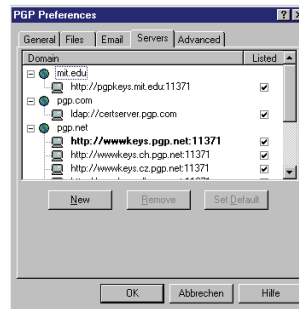 PGP Preferences
General Files Email Servers Advanced
Domain Listed
mit.edu
http://pgpkeys.mit.edu:11371
pgp.com
ldap://certserver.pgp.com
pgp.net
http://wwwkeys.pgp.net:11371
http://wwwkeys.ch.pgp.net:11371
http://wwwkeys.cz.pgp.net:11371
New Remove Set Default
OK Abbrechen Hilfe